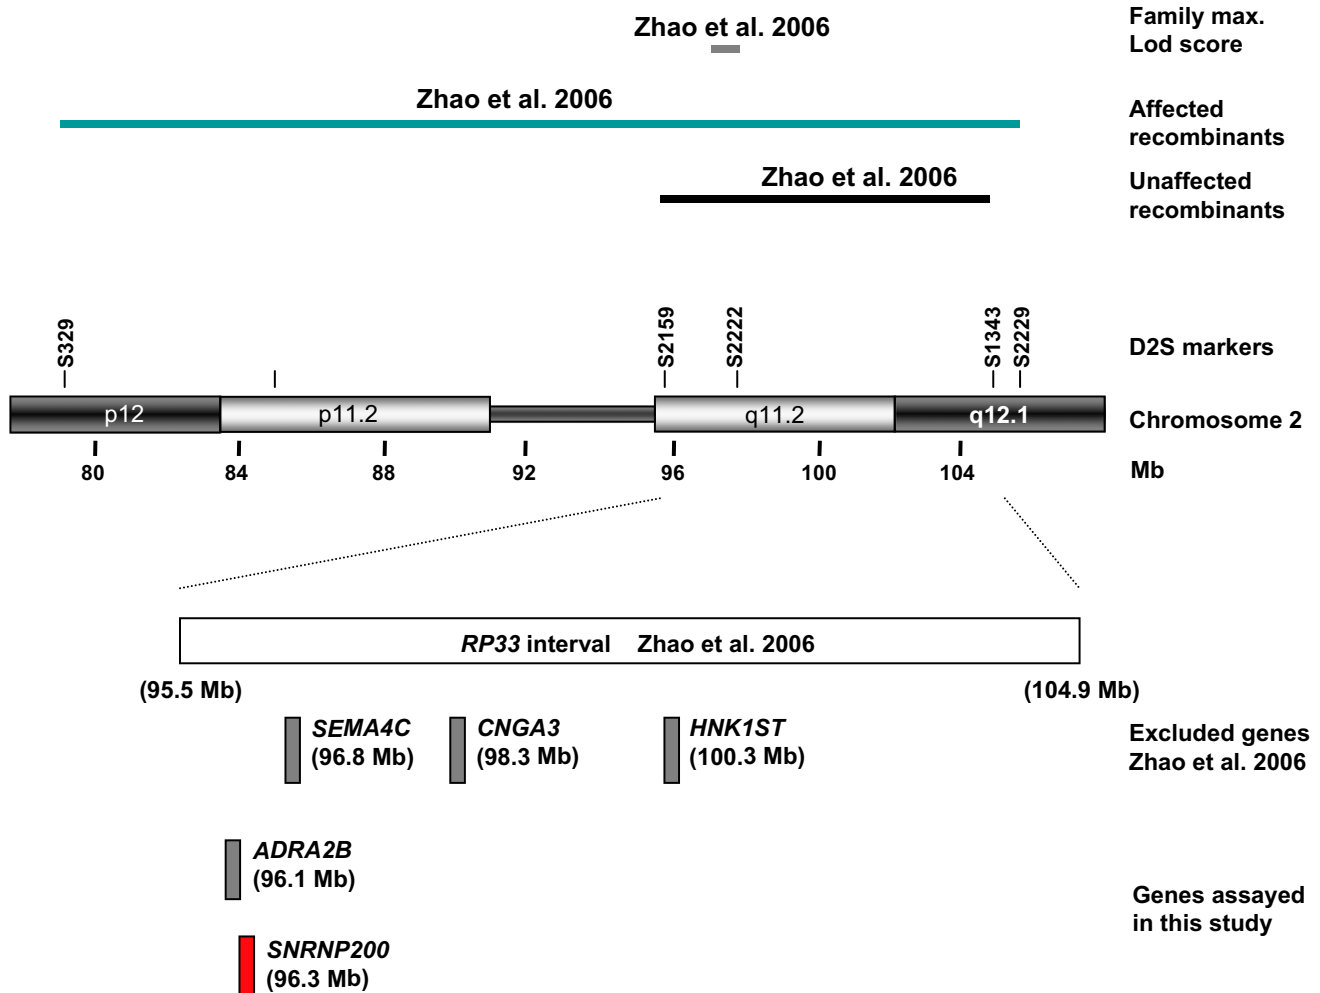 Zhao et al. 2006
Family max.
Lod score
Zhao et al. 2006
Affected
recombinants
Zhao et al. 2006
Unaffected
recombinants
S329
S2159
S2222
S1343
S2229
D2S markers
p12
p11.2
q11.2
q12.1
Chromosome 2
80
84
88
92
96
100
104
Mb
RP33 interval Zhao et al. 2006
(95.5 Mb)
(104.9 Mb)
SEMA4C
(96.8 Mb)
CNGA3
(98.3 Mb)
HNK1ST
(100.3 Mb)
Excluded genes
Zhao et al. 2006
ADRA2B
(96.1 Mb)
Genes assayed
in this study
SNRNP200
(96.3 Mb)